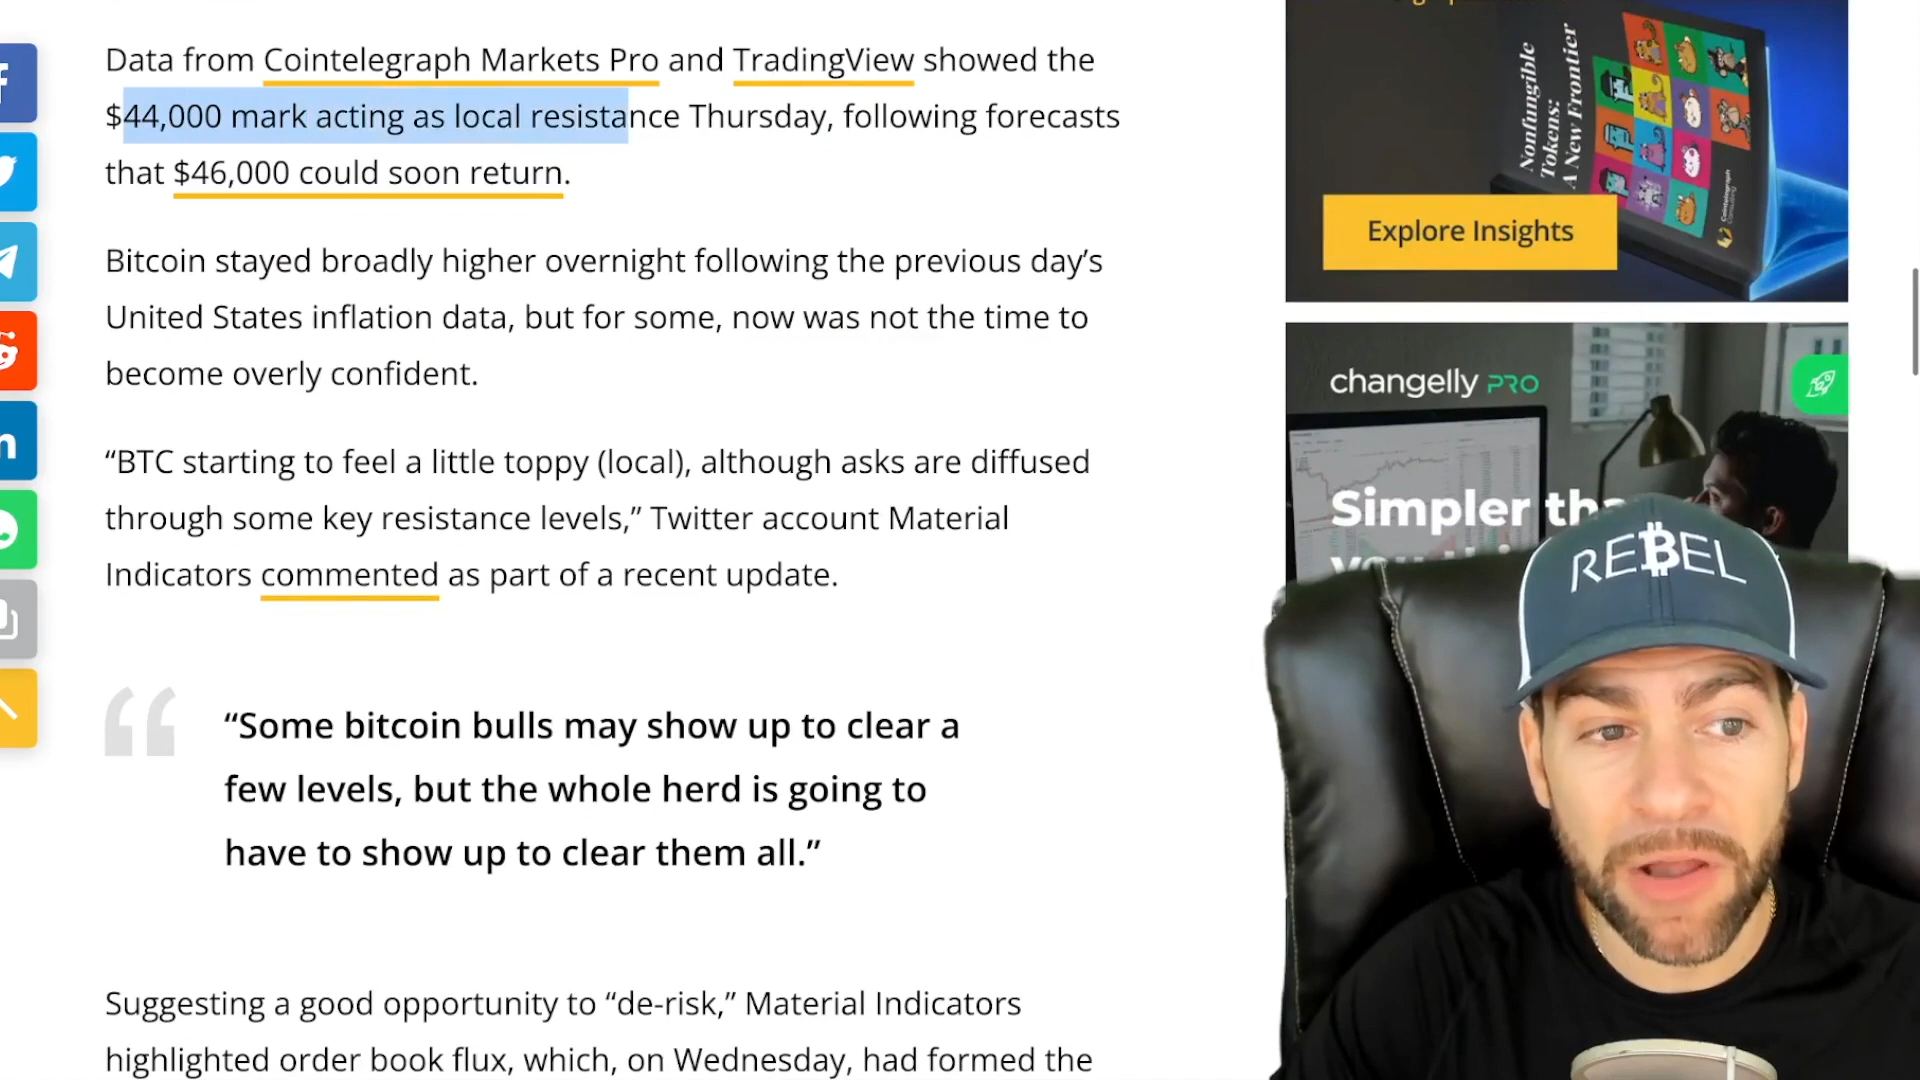 Data from Cointelegraph Markets Pro and TradingView showed the
$44,000 mark acting as local resistance Thursday, following forecasts
that $46,000 could soon return.
Bitcoin stayed broadly higher overnight following the previous day’s
United States inflation data, but for some, now was not the time to
become overly confident.
“BTC starting to feel a little toppy (local), although asks are diffused
through some key resistance levels,” Twitter account Material
Indicators commented as part of a recent update.
“Some bitcoin bulls may show up to clear a
few levels, but the whole herd is going to
have to show up to clear them all.”
Suggesting a good opportunity to “de-risk,” Material Indicators
highlighted order book flux, which, on Wednesday, had formed the
Nonfungible
Tokens:
A New Frontier
Cointelegraph
Consulting
Explore Insights
changelly PRO
Simpler
REBEL